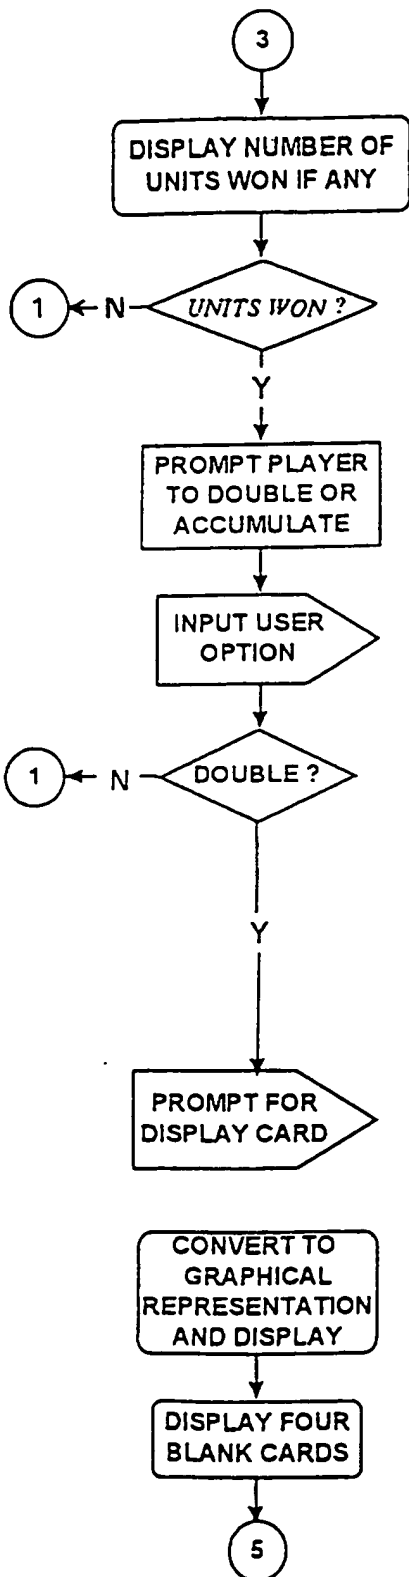 3
DISPLAY NUMBER OF
UNITS WON IF ANY
1
N
UNITS WON ?
Y
PROMPT PLAYER
TO DOUBLE OR
ACCUMULATE
INPUT USER
OPTION
1
N
DOUBLE ?
Y
PROMPT FOR
DISPLAY CARD
CONVERT TO
GRAPHICAL
REPRESENTATION
AND DISPLAY
DISPLAY FOUR
BLANK CARDS
5